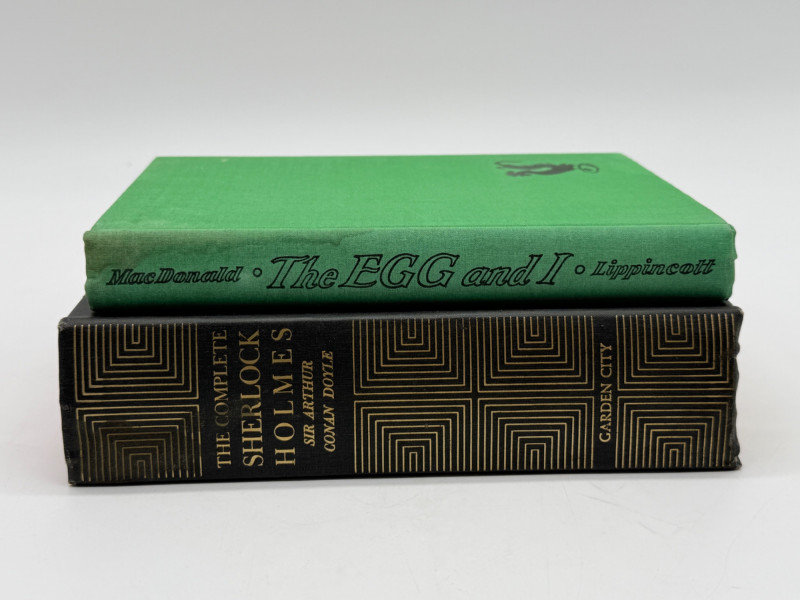 MacDonald • The EGG and I • Lippincott
THE COMPLETE
SHERLOCK
HOLMES
SIR ARTHUR
CONAN DOYLE
GARDEN CITY